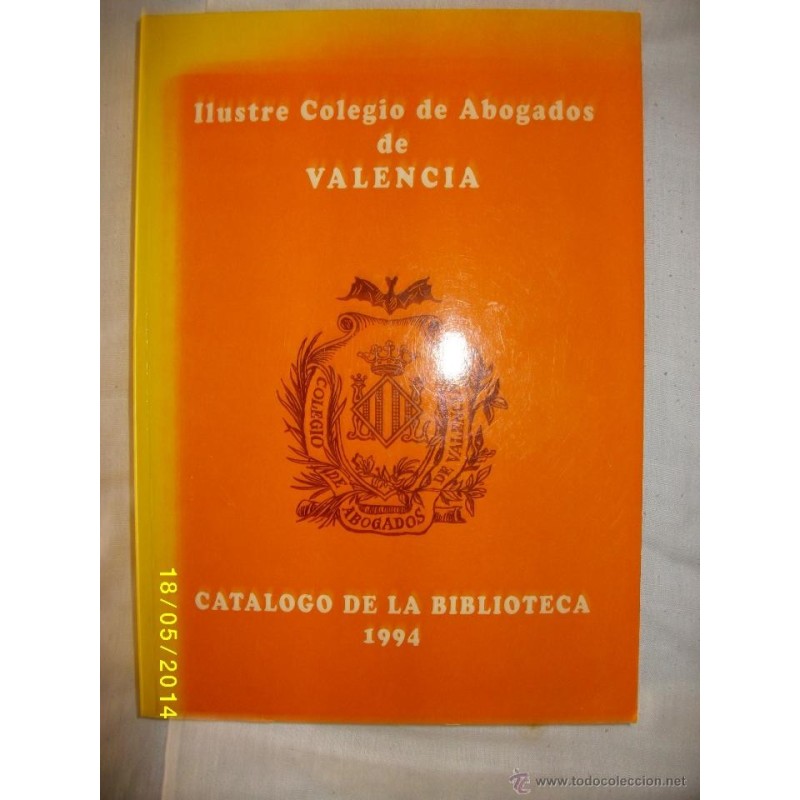 Ilustre Colegio de Abogados
de
VALENCIA
COLEGIO
DE ABOGADOS
DE VALENCIA
CATALOGO DE LA BIBLIOTECA
1994
18/05/2014
www.todocoleccion.net